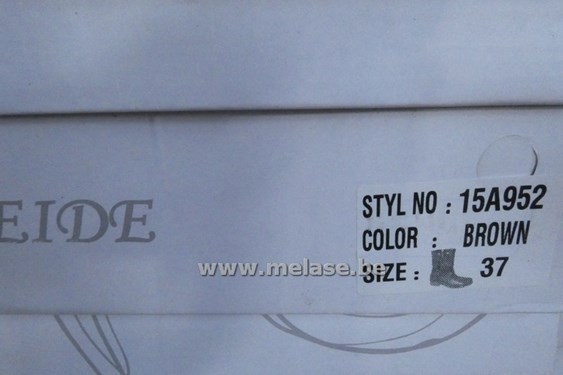 EIDE
STYL NO : 15A952
COLOR : BROWN
SIZE : 37
www.melase.be